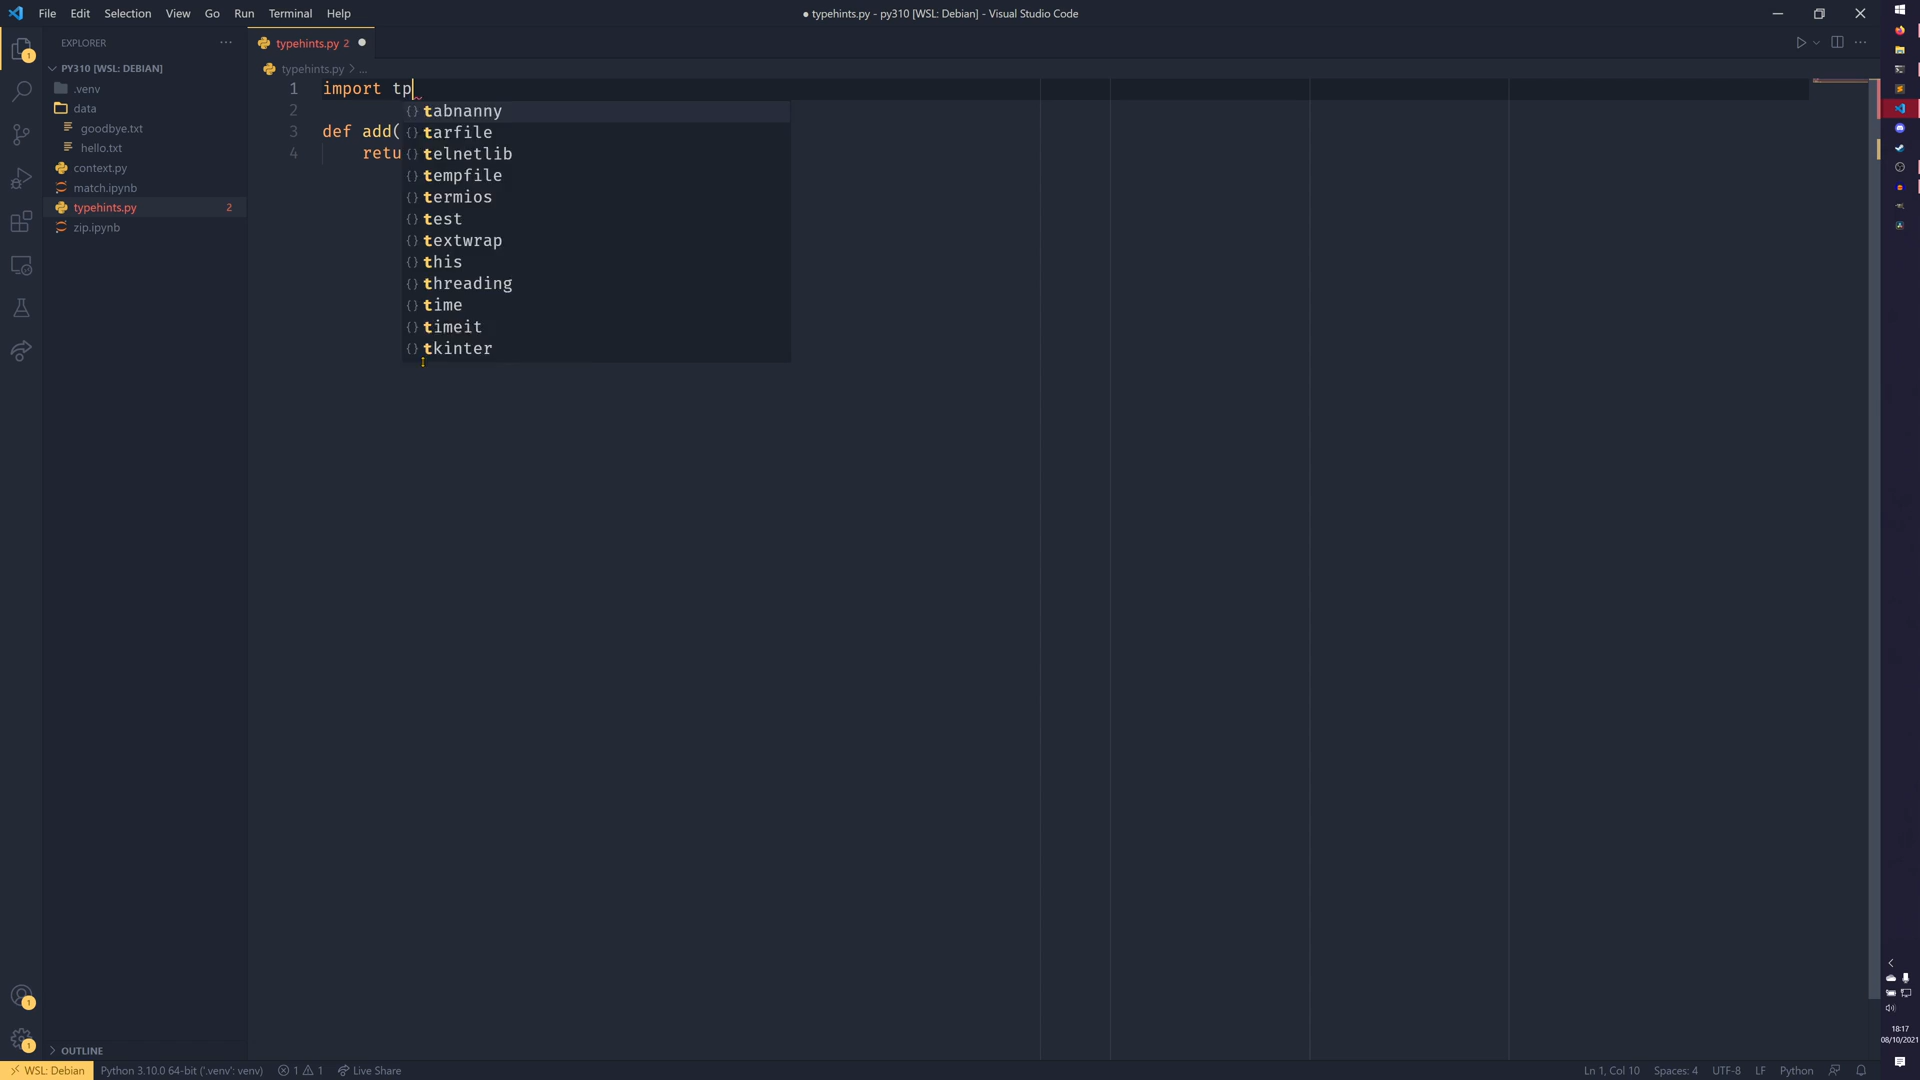 File Edit Selection View Go Run Terminal Help
● typehints.py - py310 [WSL: Debian] - Visual Studio Code
EXPLORER
PY310 [WSL: DEBIAN]
.venv
data
goodbye.txt
hello.txt
context.py
match.ipynb
typehints.py 2
zip.ipynb
OUTLINE
typehints.py 2
typehints.py > ...
1 import tp
2
3 def add(
4 retu
{} tabnanny
{} tarfile
{} telnetlib
{} tempfile
{} termios
{} test
{} textwrap
{} this
{} threading
{} time
{} timeit
{} tkinter
1
1
1
18:17
08/10/2021
WSL: Debian Python 3.10.0 64-bit ('.venv': venv) 1 1 Live Share
Ln 1, Col 10 Spaces: 4 UTF-8 LF Python